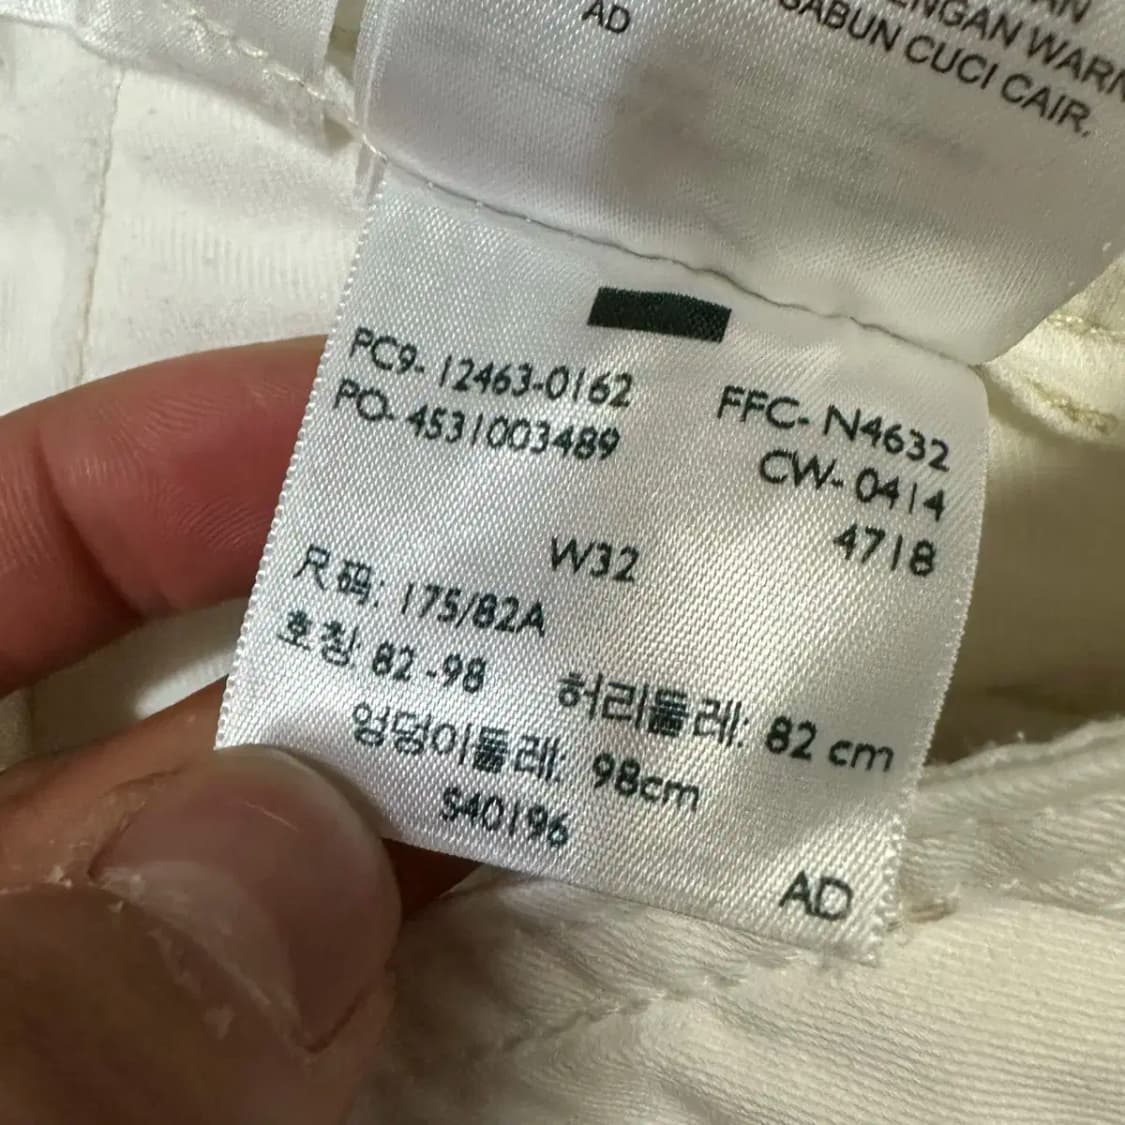 AD
AN
ENGAN WARN
SABUN CUCI CAIR.
PC9-12463-0162
PO-4531003489
FFC-N4632
CW-0414
4718
W32
尺码: 175/82A
호칭: 82-98 허리둘레: 82 cm
엉덩이둘레: 98cm
S40196
AD